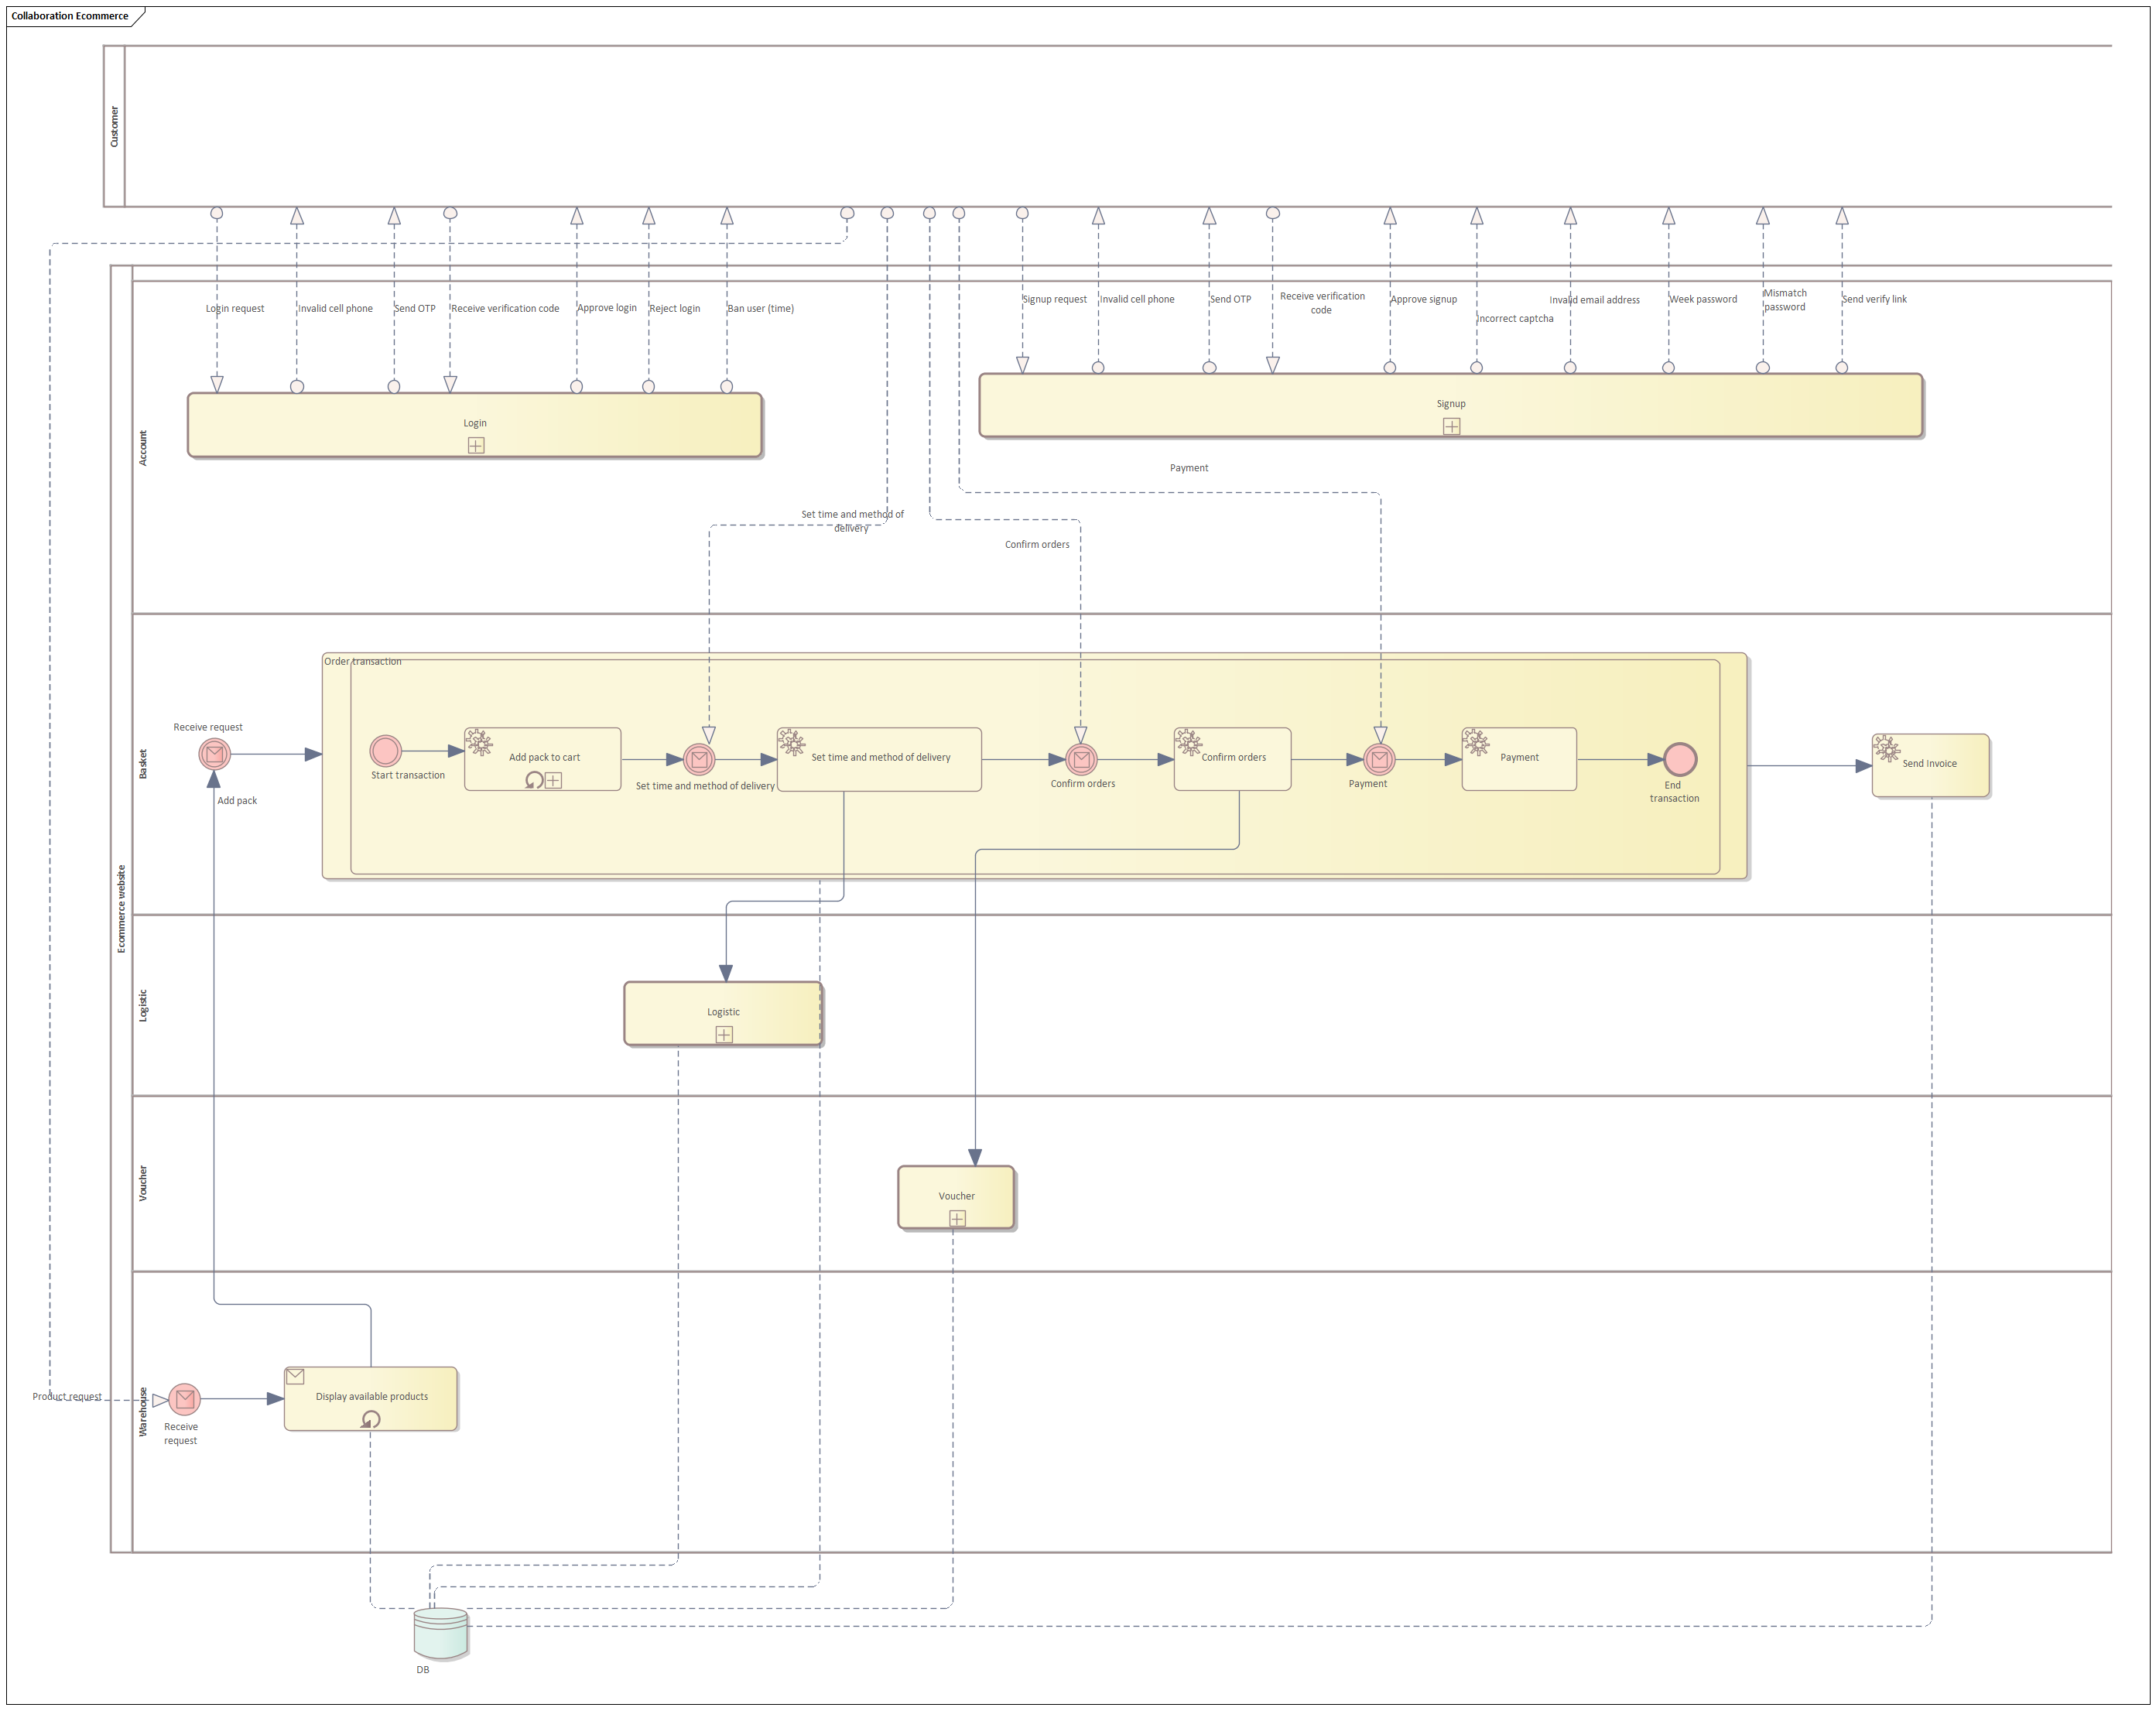 Collaboration Ecommerce
Customer
Ecommerce website
Account
Login request
Invalid cell phone
Send OTP
Receive verification code
Approve login
Reject login
Ban user (time)
Signup request
Invalid cell phone
Send OTP
Receive verification
code
Approve signup
Incorrect captcha
Invalid email address
Week password
Mismatch
password
Send verify link
Login
Signup
Payment
Set time and method of
delivery
Confirm orders
Basket
Order transaction
Receive request
Add pack
Start transaction
Add pack to cart
Set time and method of delivery
Set time and method of delivery
Confirm orders
Confirm orders
Payment
Payment
End
transaction
Send Invoice
Logistic
Logistic
Voucher
Voucher
Warehouse
Product request
Receive
request
Display available products
DB